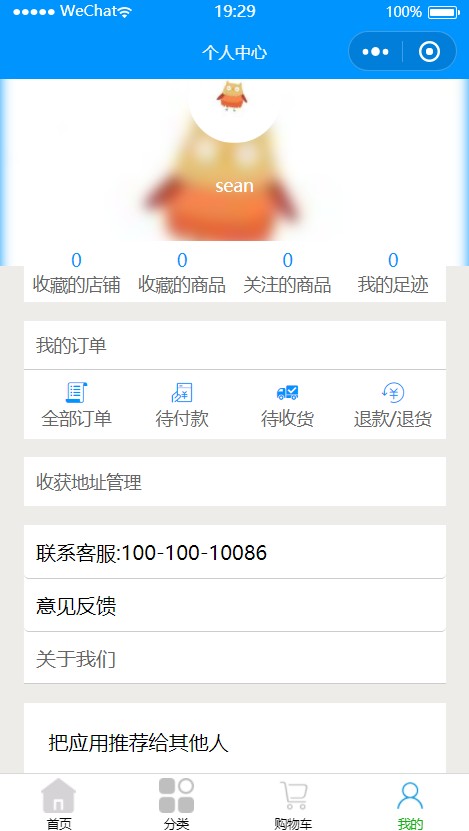 WeChat 19:29 100%
个人中心
sean
0 0 0 0
收藏的店铺 收藏的商品 关注的商品 我的足迹
我的订单
全部订单 待付款 待收货 退款/退货
收获地址管理
联系客服:100-100-10086
意见反馈
关于我们
把应用推荐给其他人
首页 分类 购物车 我的